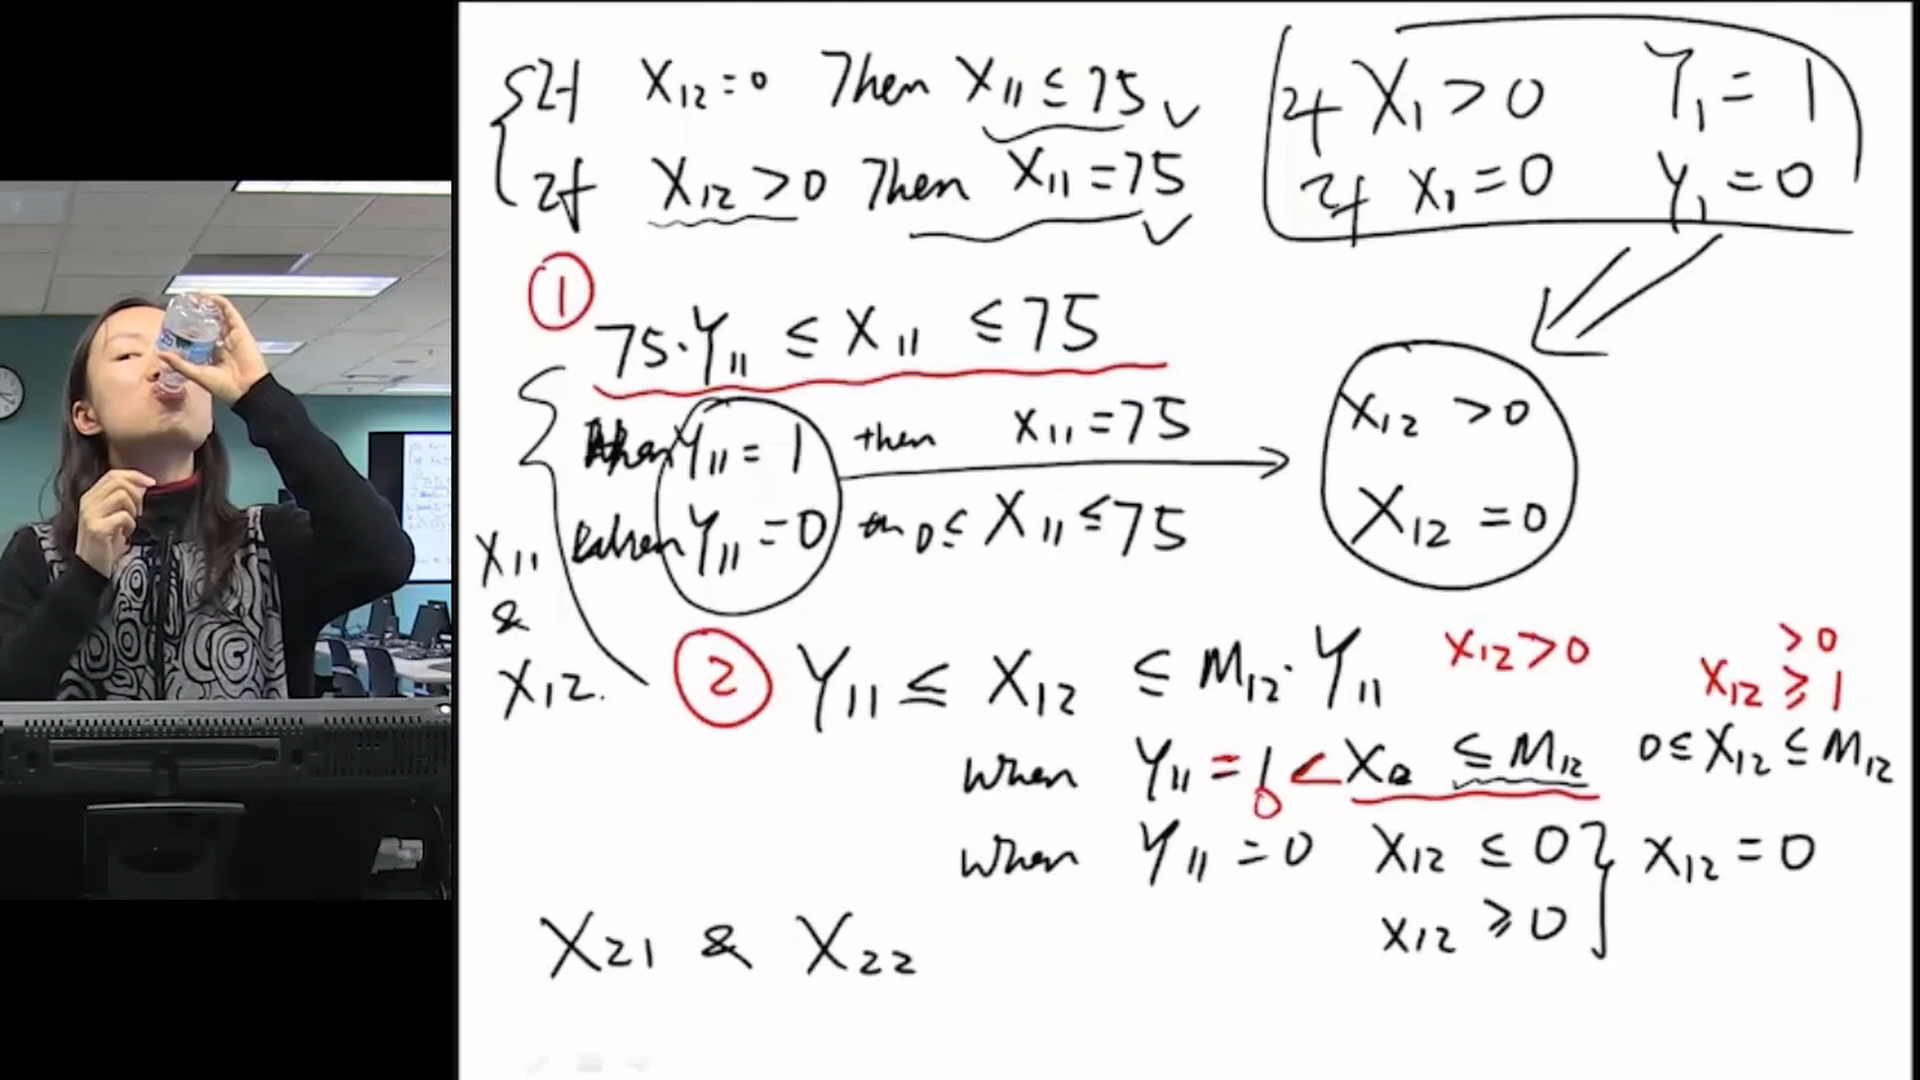 If X12 = 0 Then X11 ≤ 75 ✓
If X12 > 0 Then X11 = 75 ✓
If X1 > 0 Y1 = 1
If X1 = 0 Y1 = 0
①
75·Y11 ≤ X11 ≤ 75
when Y11 = 1 then X11 = 75
when Y11 = 0 0 ≤ X11 ≤ 75
X12 > 0
X12 = 0
X11
&
X12.
② Y11 ≤ X12 ≤ M12·Y11
X12 > 0
> 0
X12 ≥ 1
when Y11 = 1 < X12 ≤ M12
0
0 ≤ X12 ≤ M12
when Y11 = 0 X12 ≤ 0 } X12 = 0
X12 ≥ 0
X21 & X22